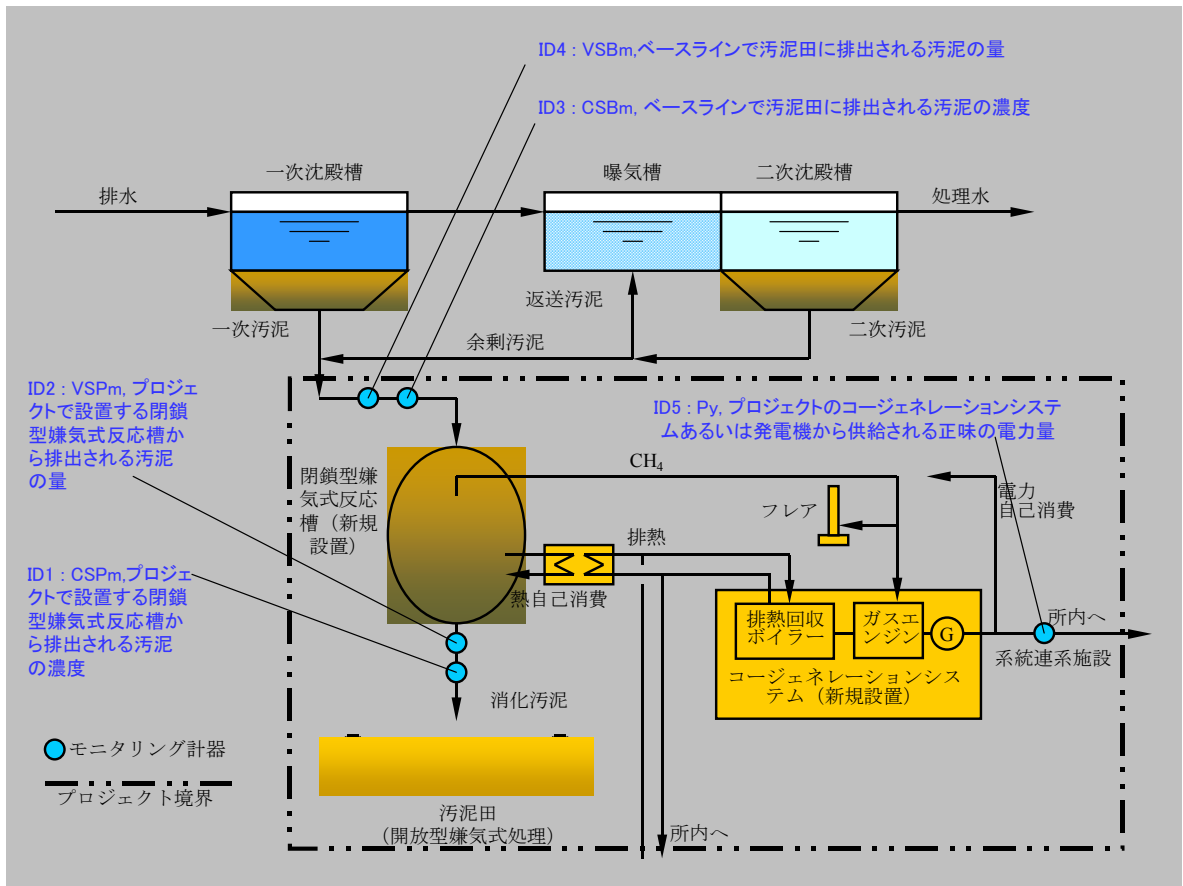 ID4 : VSBm,ベースラインで汚泥田に排出される汚泥の量
ID3 : CSBm, ベースラインで汚泥田に排出される汚泥の濃度
一次沈殿槽
曝気槽
二次沈殿槽
排水
処理水
返送汚泥
一次汚泥
二次汚泥
余剰汚泥
ID2 : VSPm, プロジェ
クトで設置する閉鎖
型嫌気式反応槽か
ら排出される汚泥
の量
ID5 : Py, プロジェクトのコージェネレーションシステ
ムあるいは発電機から供給される正味の電力量
CH4
閉鎖型嫌
気式反応
槽（新規
設置）
フレア
電力
自己消費
排熱
ID1 : CSPm,プロジェ
クトで設置する閉鎖
型嫌気式反応槽か
ら排出される汚泥
の濃度
熱自己消費
排熱回収
ボイラー
ガスエ
ンジン
G
所内へ
系統連系施設
コージェネレーションシス
テム（新規設置）
消化汚泥
モニタリング計器
プロジェクト境界
汚泥田
（開放型嫌気式処理）
所内へ